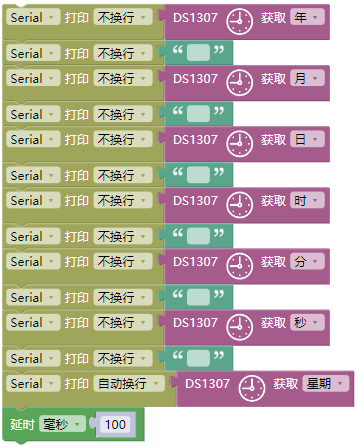 Serial 打印 不换行 DS1307 获取 年
Serial 打印 不换行 “ ”
Serial 打印 不换行 DS1307 获取 月
Serial 打印 不换行 “ ”
Serial 打印 不换行 DS1307 获取 日
Serial 打印 不换行 “ ”
Serial 打印 不换行 DS1307 获取 时
Serial 打印 不换行 “ ”
Serial 打印 不换行 DS1307 获取 分
Serial 打印 不换行 “ ”
Serial 打印 不换行 DS1307 获取 秒
Serial 打印 不换行 “ ”
Serial 打印 自动换行 DS1307 获取 星期
延时 毫秒 100